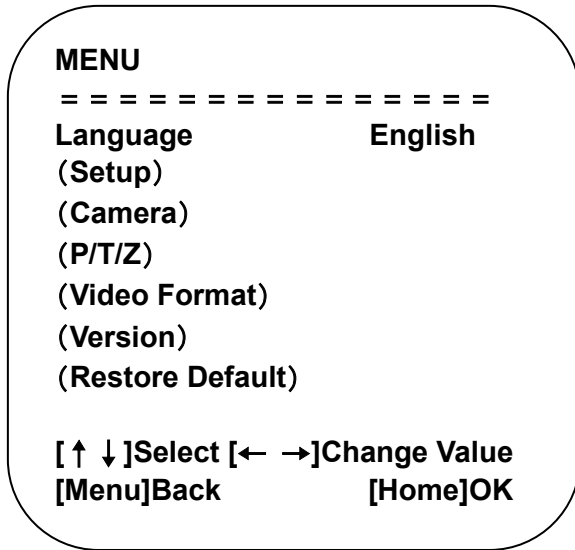 MENU
= = = = = = = = = = = = = = =
Language English
（Setup）
（Camera）
（P/T/Z）
（Video Format）
（Version）
（Restore Default）
[↑ ↓]Select [← →]Change Value
[Menu]Back [Home]OK